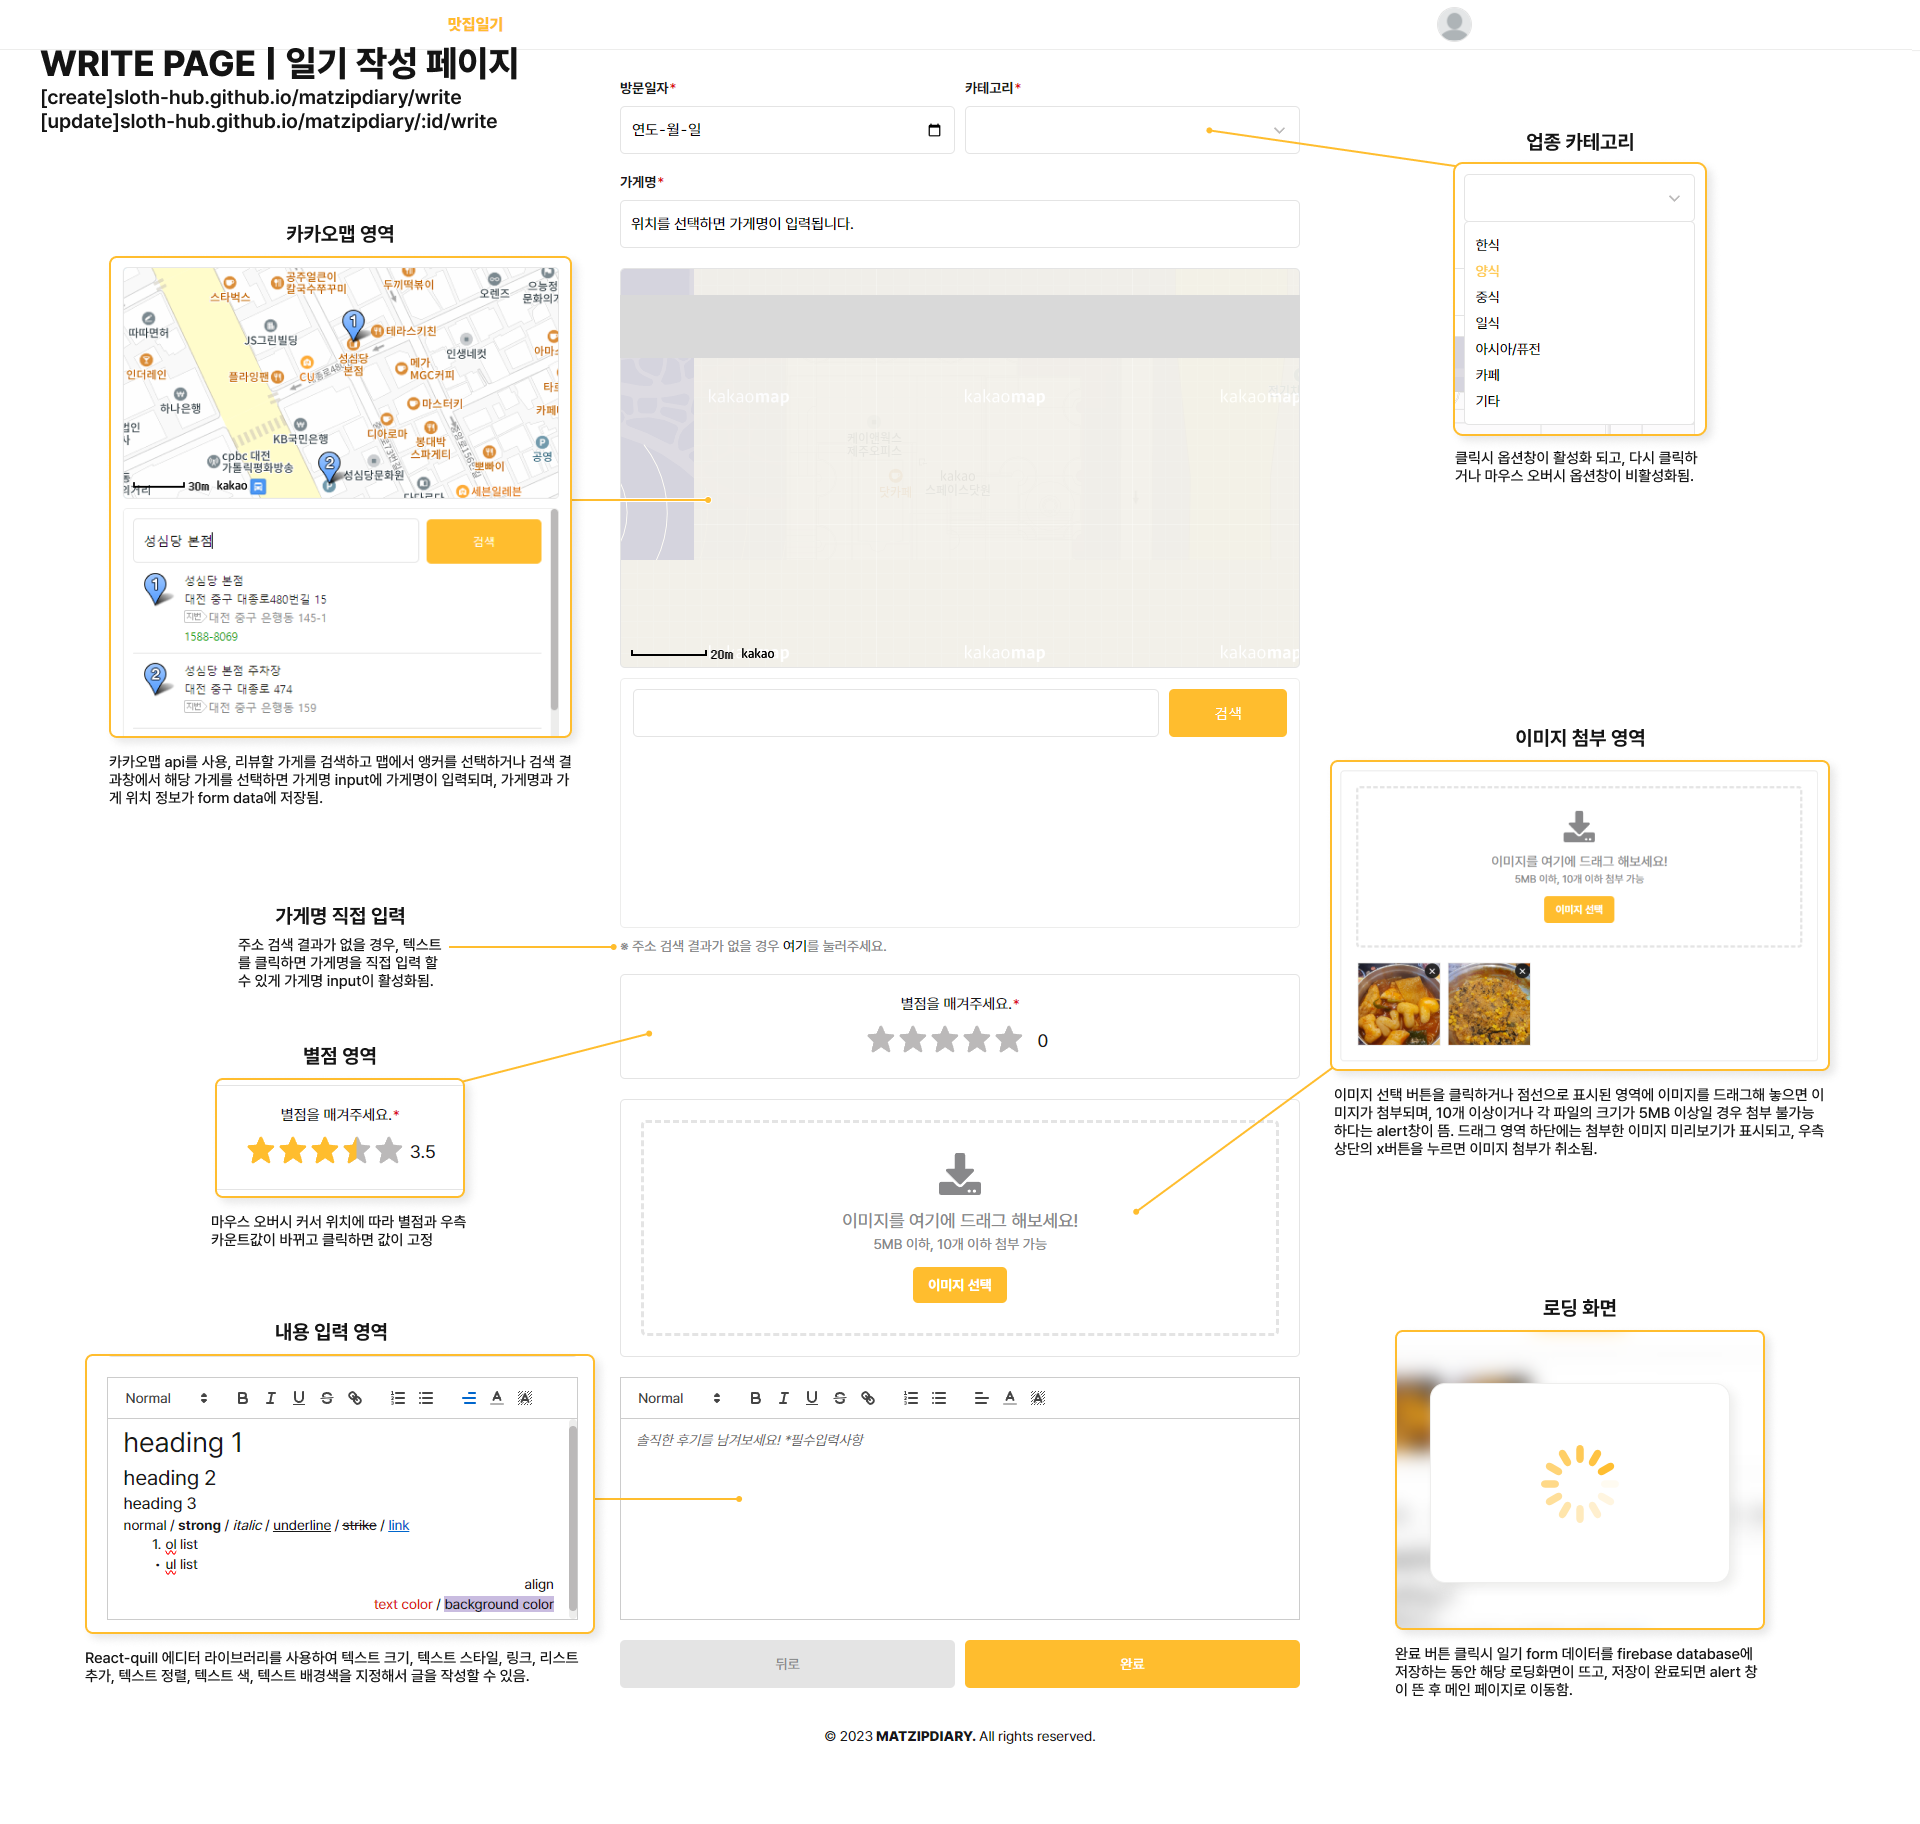 맛집일기
WRITE PAGE | 일기 작성 페이지
[create]sloth-hub.github.io/matzipdiary/write
[update]sloth-hub.github.io/matzipdiary/:id/write
방문일자*
카테고리*
연도-월-일
가게명*
위치를 선택하면 가게명이 입력됩니다.
업종 카테고리
한식
양식
중식
일식
아시아/퓨전
카페
기타
클릭시 옵션창이 활성화 되고, 다시 클릭하
거나 마우스 오버시 옵션창이 비활성화됨.
카카오맵 영역
공주얼큰이
칼국수쭈꾸미
스타벅스
두끼떡볶이
오렌즈
으능정
문화의거
따따면허
JS그린빌딩
1
테라스키친
인생네컷
아마
성심당
본점
인더레인
플라잉팬
CU
메가
MGC커피
타르
하나은행
마스터키
카페
법인
사
KB국민은행
디아로마
봉대박
스파게티
cpbc 대전
가톨릭평화방송
2
성심당문화원
뽀빠이
공영
의거리
30m kakao
다다르다
세븐일레븐
성심당 본점
검색
1
성심당 본점
대전 중구 대종로480번길 15
지번 대전 중구 은행동 145-1
1588-8069
2
성심당 본점 주차장
대전 중구 대종로 474
지번 대전 중구 은행동 159
카카오맵 api를 사용, 리뷰할 가게를 검색하고 맵에서 앵커를 선택하거나 검색 결
과창에서 해당 가게를 선택하면 가게명 input에 가게명이 입력되며, 가게명과 가
게 위치 정보가 form data에 저장됨.
kakaomap
kakaomap
kakaomap
케이맨웍스
제주오피스
kakao
스페이스닷원
20m kakao
kakaomap
kakaomap
검색
가게명 직접 입력
주소 검색 결과가 없을 경우, 텍스트
를 클릭하면 가게명을 직접 입력 할
수 있게 가게명 input이 활성화됨.
※ 주소 검색 결과가 없을 경우 여기를 눌러주세요.
별점을 매겨주세요.*
0
별점 영역
별점을 매겨주세요.*
3.5
마우스 오버시 커서 위치에 따라 별점과 우측
카운트값이 바뀌고 클릭하면 값이 고정
이미지 첨부 영역
이미지를 여기에 드래그 해보세요!
5MB 이하, 10개 이하 첨부 가능
이미지 선택
이미지 선택 버튼을 클릭하거나 점선으로 표시된 영역에 이미지를 드래그해 놓으면 이
미지가 첨부되며, 10개 이상이거나 각 파일의 크기가 5MB 이상일 경우 첨부 불가능
하다는 alert창이 뜸. 드래그 영역 하단에는 첨부한 이미지 미리보기가 표시되고, 우측
상단의 x버튼을 누르면 이미지 첨부가 취소됨.
이미지를 여기에 드래그 해보세요!
5MB 이하, 10개 이하 첨부 가능
이미지 선택
내용 입력 영역
Normal B I U S A A
heading 1
heading 2
heading 3
normal / strong / italic / underline / strike / link
1. ol list
• ul list
align
text color / background color
React-quill 에디터 라이브러리를 사용하여 텍스트 크기, 텍스트 스타일, 링크, 리스트
추가, 텍스트 정렬, 텍스트 색, 텍스트 배경색을 지정해서 글을 작성할 수 있음.
Normal B I U S A A
솔직한 후기를 남겨보세요! *필수입력사항
뒤로
완료
로딩 화면
완료 버튼 클릭시 일기 form 데이터를 firebase database에
저장하는 동안 해당 로딩화면이 뜨고, 저장이 완료되면 alert 창
이 뜬 후 메인 페이지로 이동함.
© 2023 MATZIPDIARY. All rights reserved.